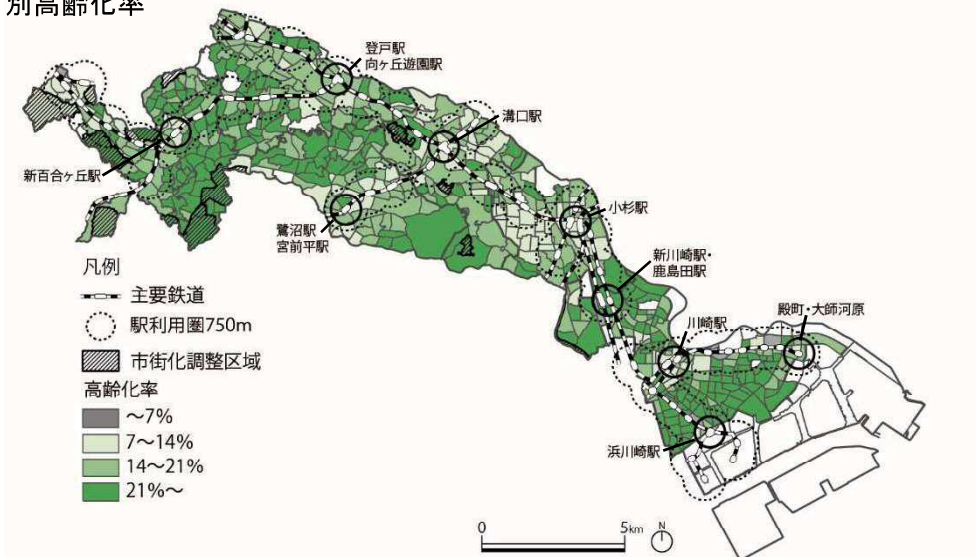 別高齢化率
登戸駅
向ヶ丘遊園駅
溝口駅
新百合ヶ丘駅
鷺沼駅
宮前平駅
小杉駅
新川崎駅・
鹿島田駅
川崎駅
殿町・大師河原
浜川崎駅
凡例
主要鉄道
駅利用圏750m
市街化調整区域
高齢化率
～7%
7～14%
14～21%
21%～
0 5km N